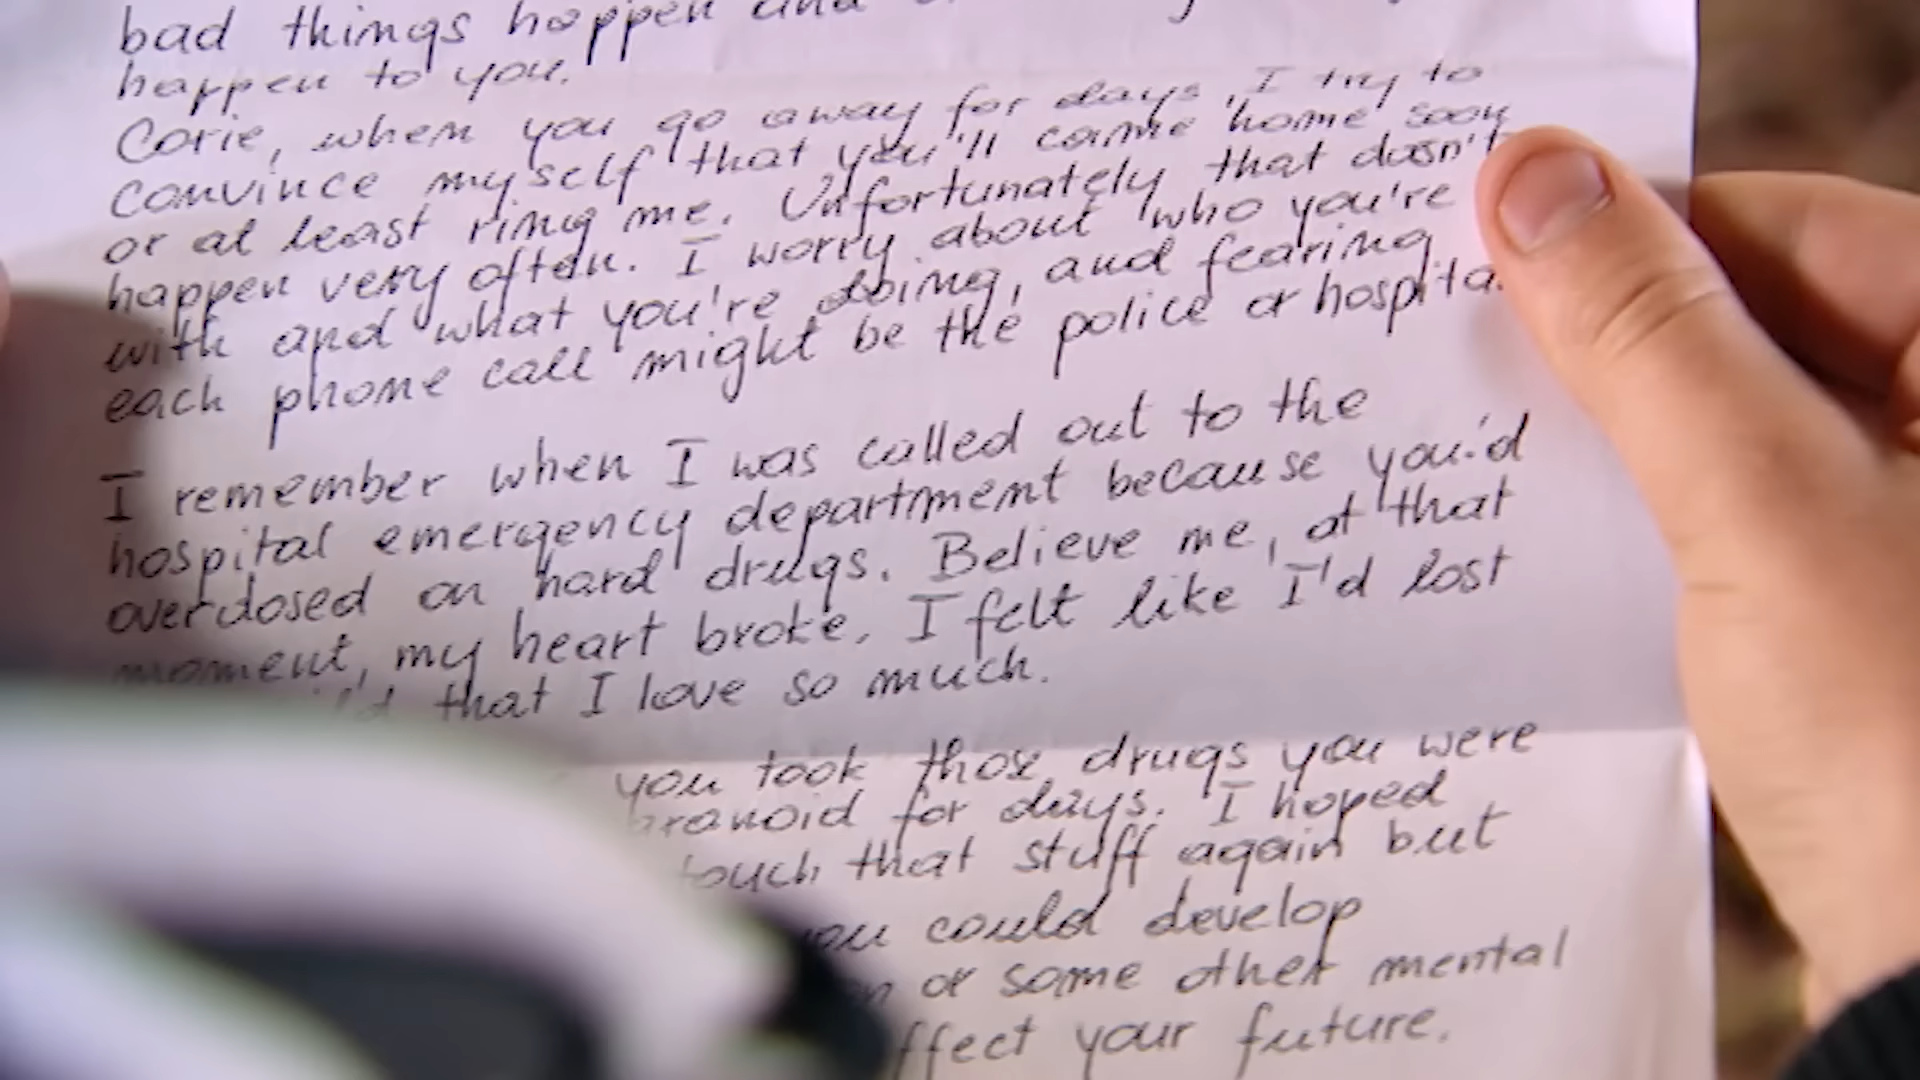 bad things happen and
happen to you.
Corie, when you go away for days, I try to
convince myself that you'll come home soon
or at least ring me. Unfortunately that dosn't
happen very often. I worry about who you're
with and what you're doing, and fearing
each phone call might be the police or hospita
I remember when I was called out to the
hospital emergency department because you'd
overdosed on hard drugs. Believe me, at that
moment, my heart broke. I felt like I'd lost
that I love so much.
you took those drugs you were
aranoid for days. I hoped
touch that stuff again but
you could develop
or some other mental
ffect your future.